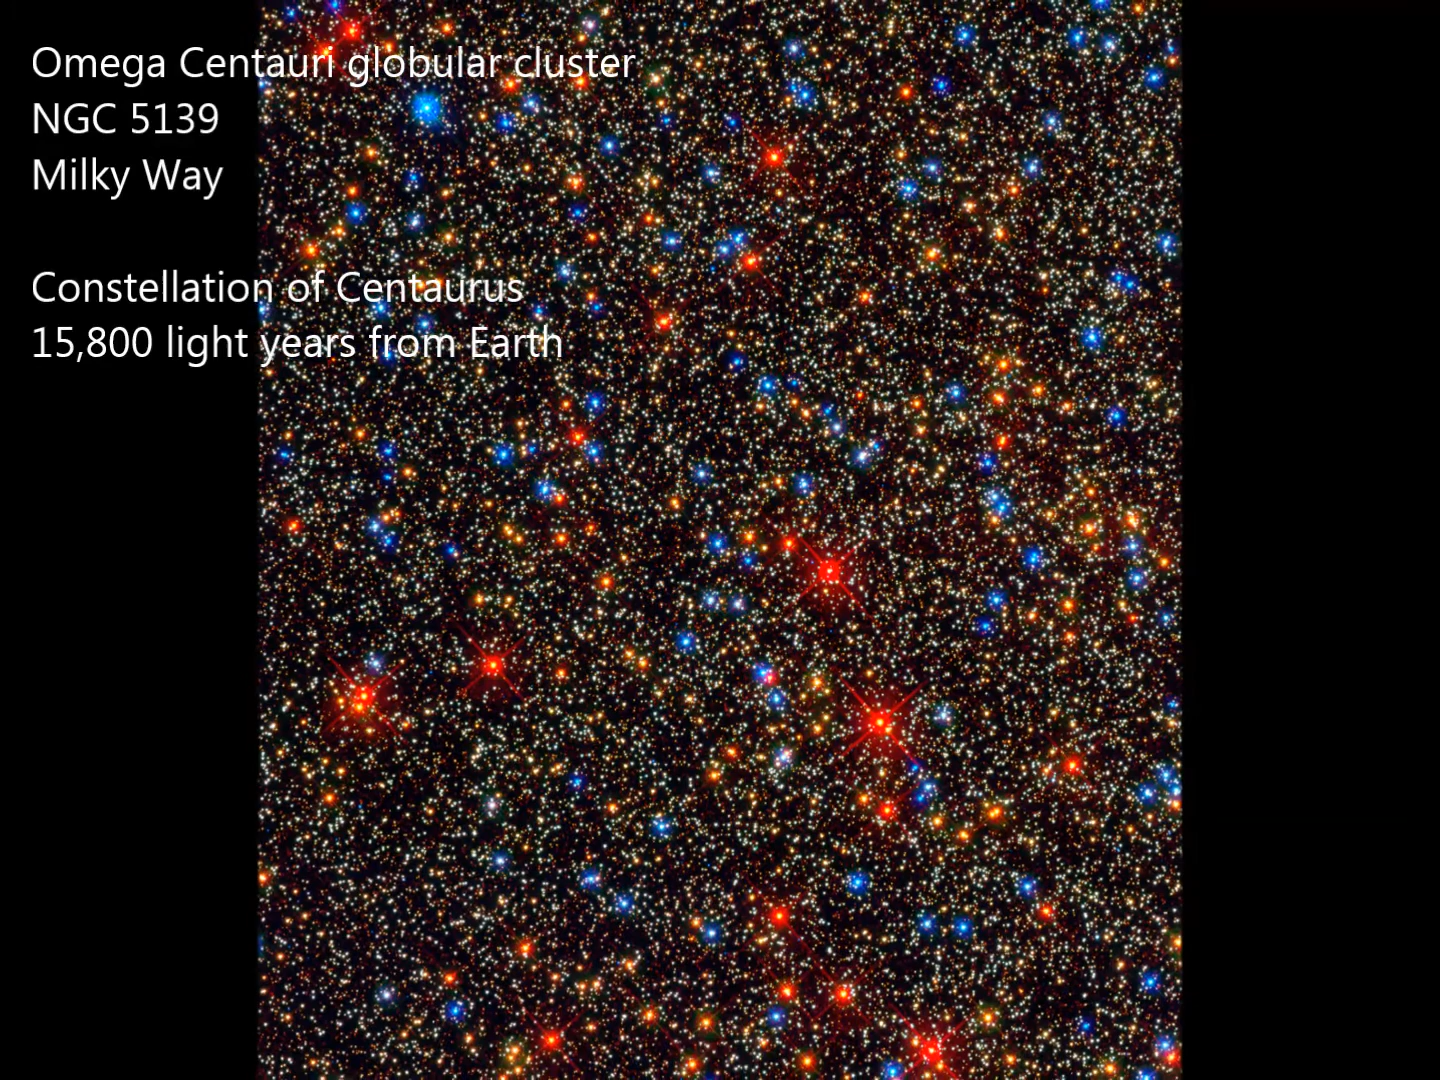 Omega Centauri globular cluster
NGC 5139
Milky Way
Constellation of Centaurus
15,800 light years from Earth